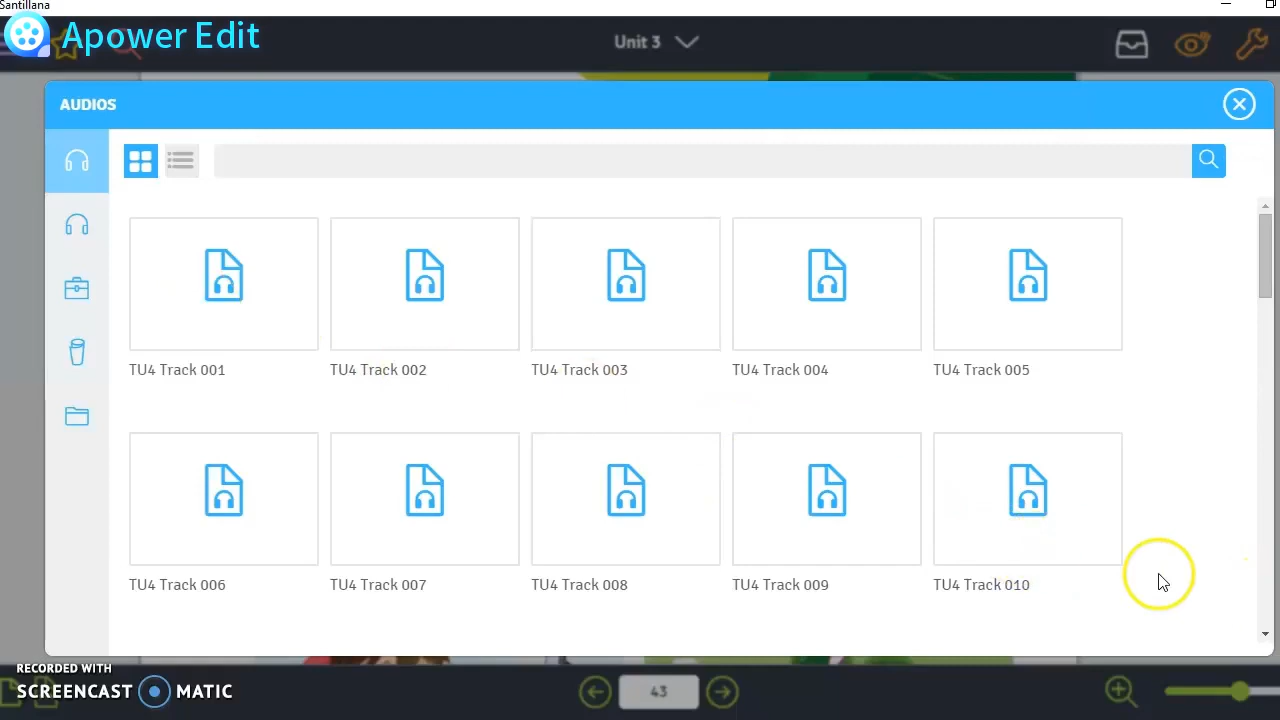 Santillana
Apower Edit
Unit 3
AUDIOS
TU4 Track 001
TU4 Track 002
TU4 Track 003
TU4 Track 004
TU4 Track 005
TU4 Track 006
TU4 Track 007
TU4 Track 008
TU4 Track 009
TU4 Track 010
RECORDED WITH
SCREENCAST MATIC
43